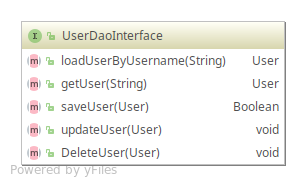 I UserDaoInterface
m loadUserByUsername(String) User
m getUser(String) User
m saveUser(User) Boolean
m updateUser(User) void
m DeleteUser(User) void
Powered by yFiles